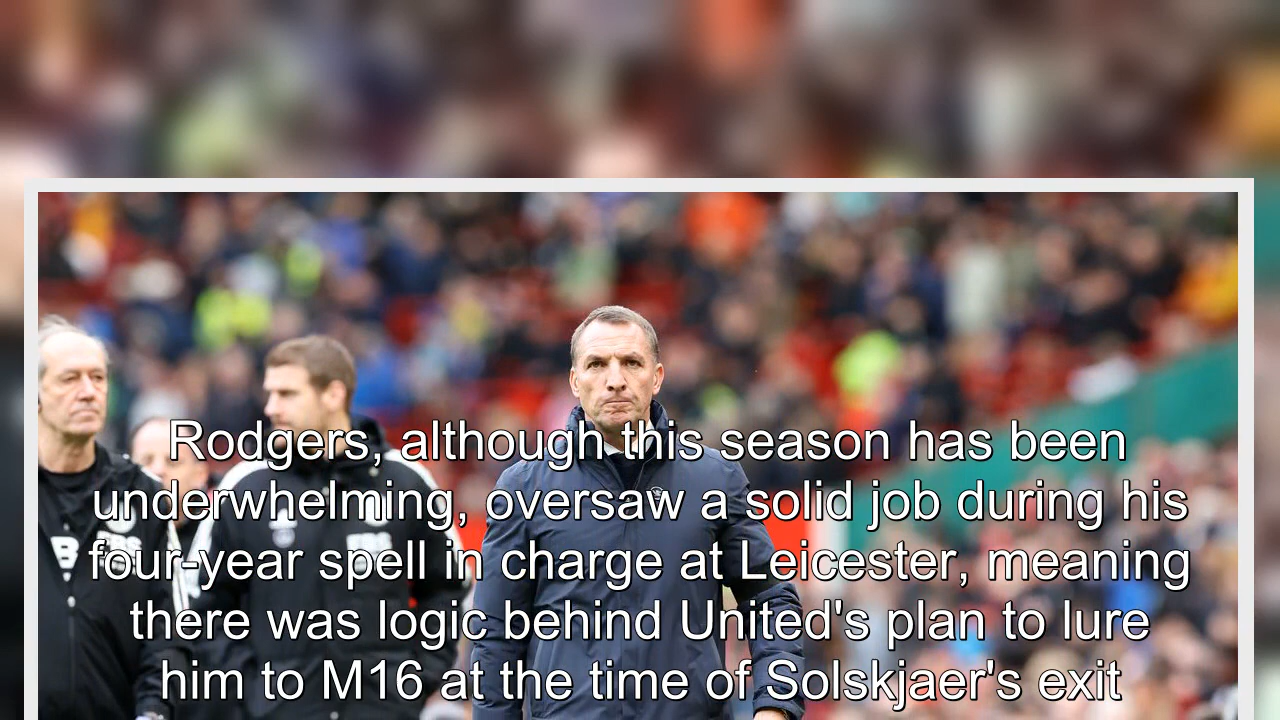 Rodgers, although this season has been
underwhelming, oversaw a solid job during his
four-year spell in charge at Leicester, meaning
there was logic behind United's plan to lure
him to M16 at the time of Solskjaer's exit